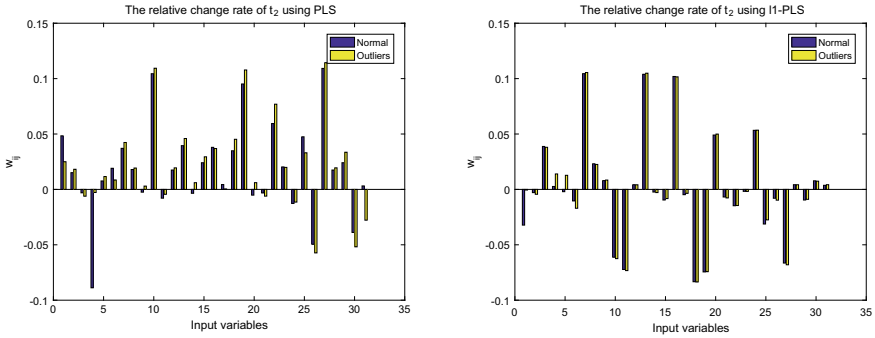 The relative change rate of t2 using PLS
0.15
0.1
0.05
0
-0.05
-0.1
wij
0 5 10 15 20 25 30 35
Input variables
Normal
Outliers
The relative change rate of t2 using l1-PLS
0.15
0.1
0.05
0
-0.05
-0.1
wij
0 5 10 15 20 25 30 35
Input variables
Normal
Outliers